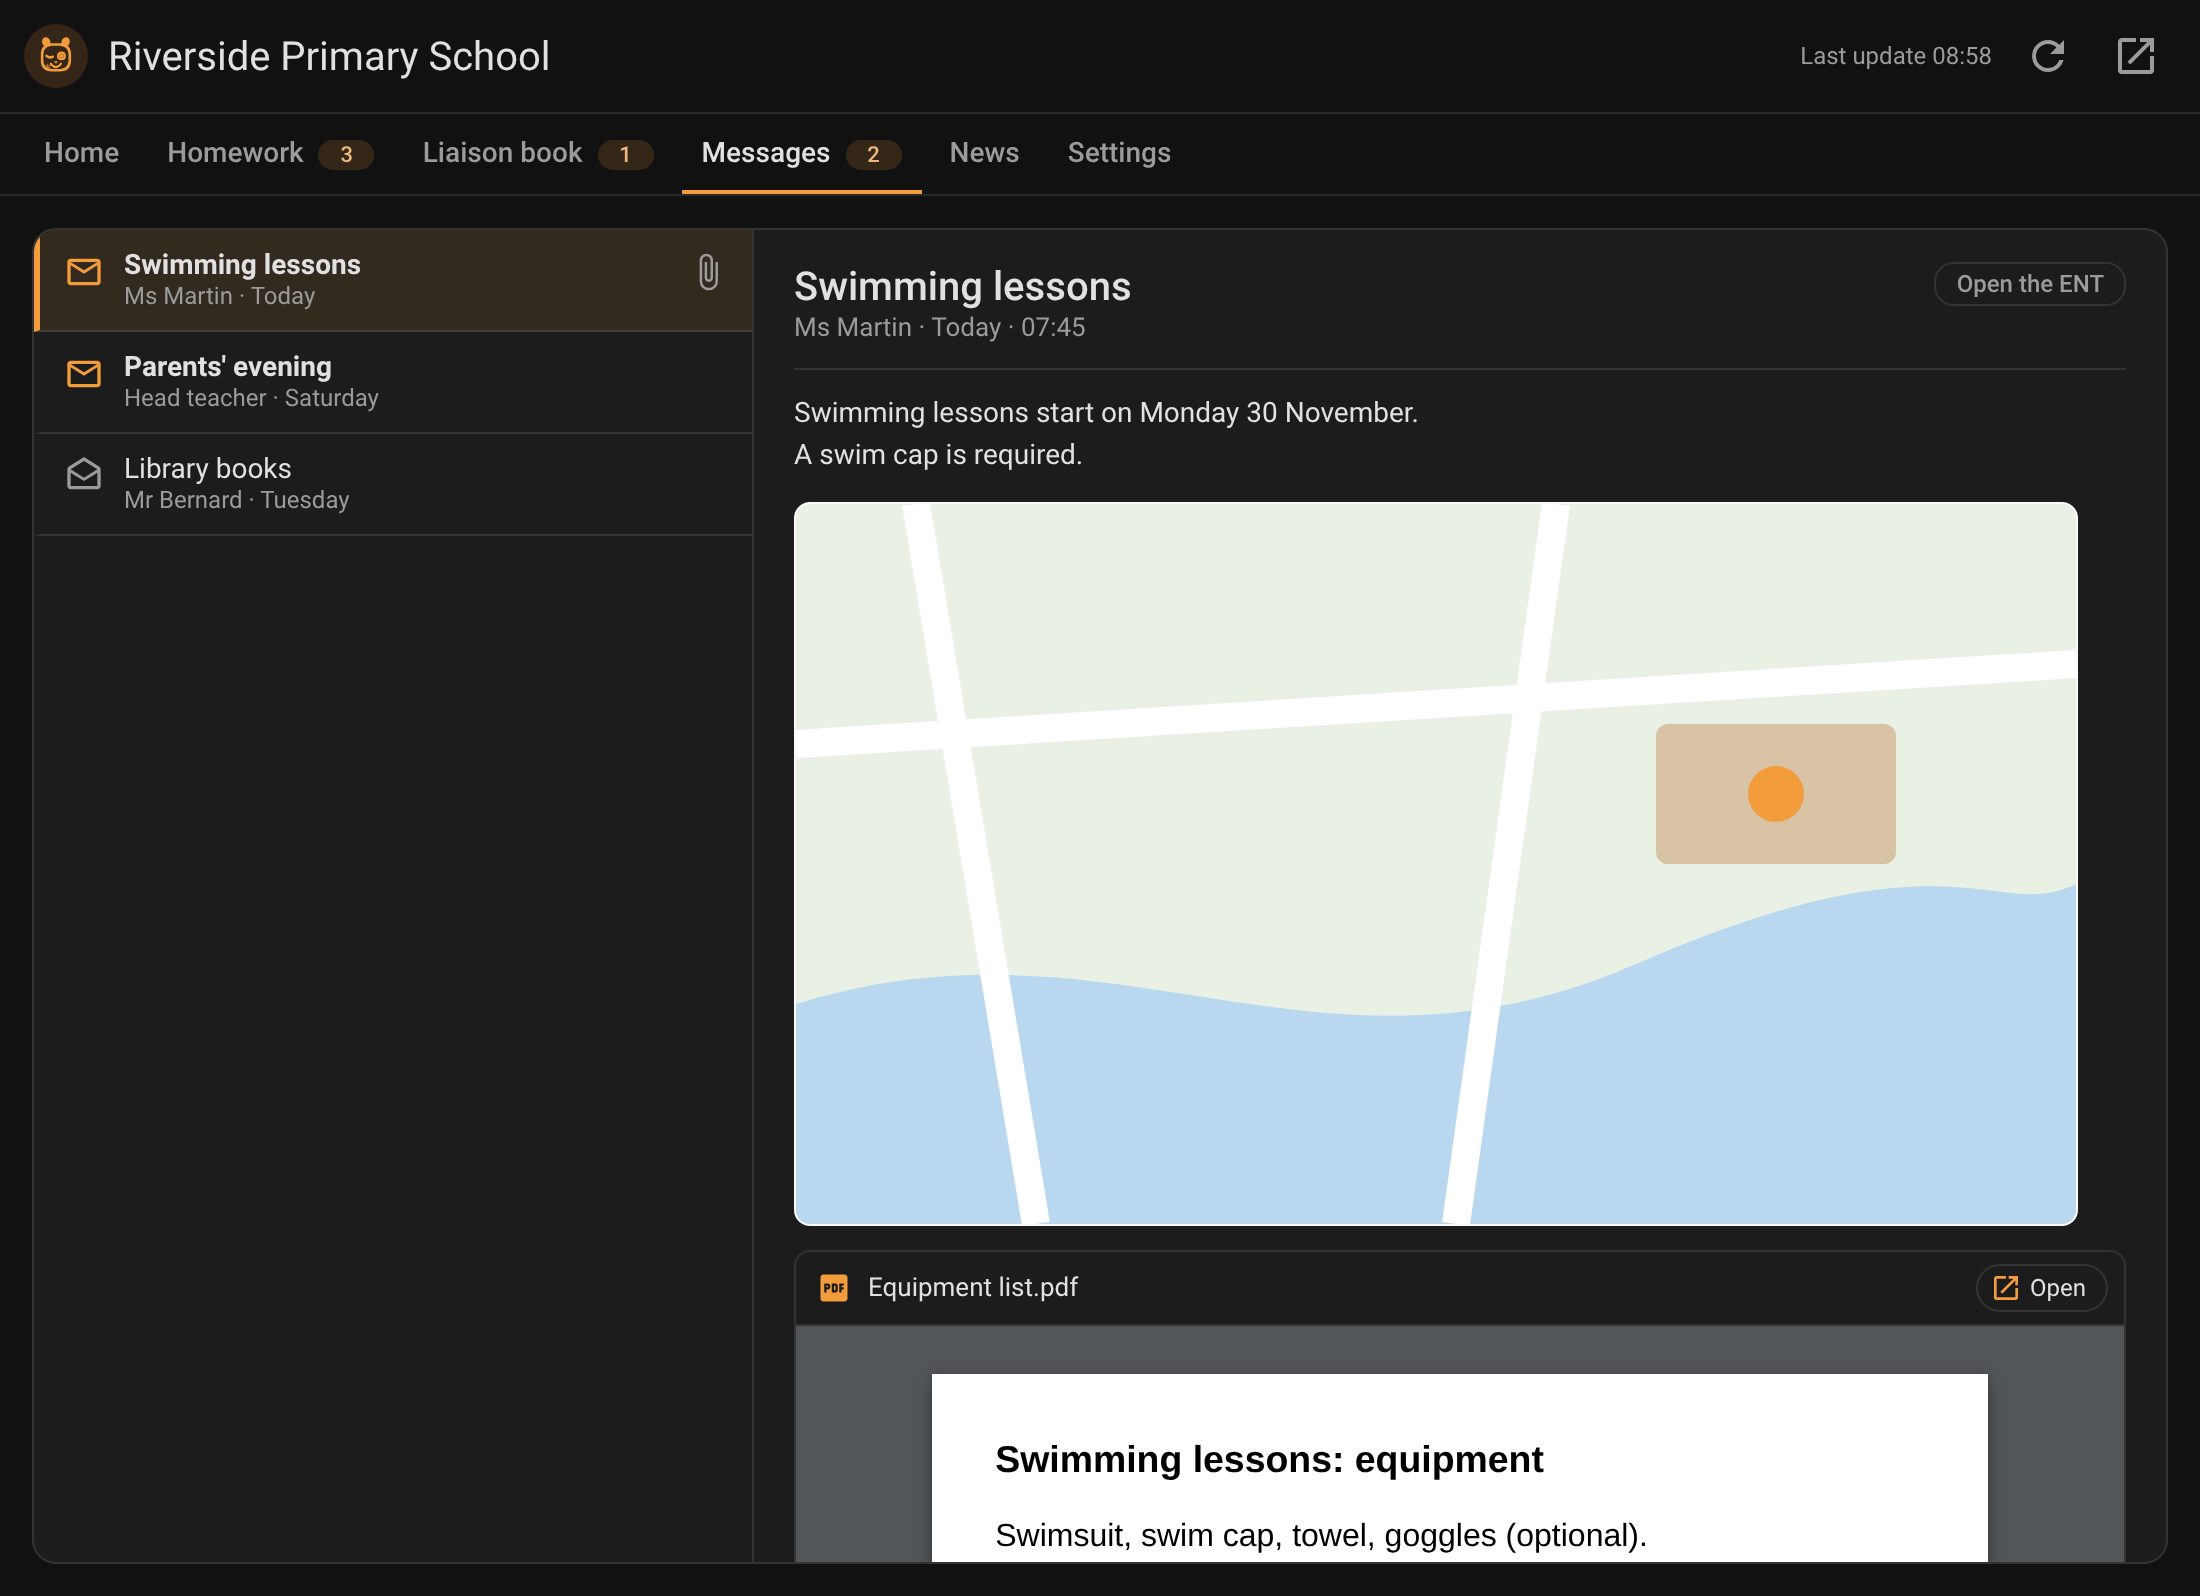 Riverside Primary School
Last update 08:58
Home
Homework 3
Liaison book 1
Messages 2
News
Settings
Swimming lessons
Ms Martin · Today
Parents' evening
Head teacher · Saturday
Library books
Mr Bernard · Tuesday
Swimming lessons
Open the ENT
Ms Martin · Today · 07:45
Swimming lessons start on Monday 30 November.
A swim cap is required.
PDF
Equipment list.pdf
Open
Swimming lessons: equipment
Swimsuit, swim cap, towel, goggles (optional).